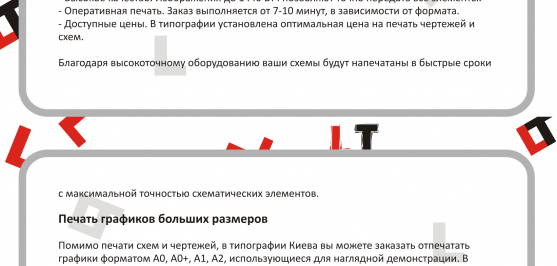 - Оперативная печать. Заказ выполняется от 7-10 минут, в зависимости от формата.
- Доступные цены. В типографии установлена оптимальная цена на печать чертежей и
схем.
Благодаря высокоточному оборудованию ваши схемы будут напечатаны в быстрые сроки
с максимальной точностью схематических элементов.
Печать графиков больших размеров
Помимо печати схем и чертежей, в типографии Киева вы можете заказать отпечатать
графики форматом А0, А0+, А1, А2, использующиеся для наглядной демонстрации. В